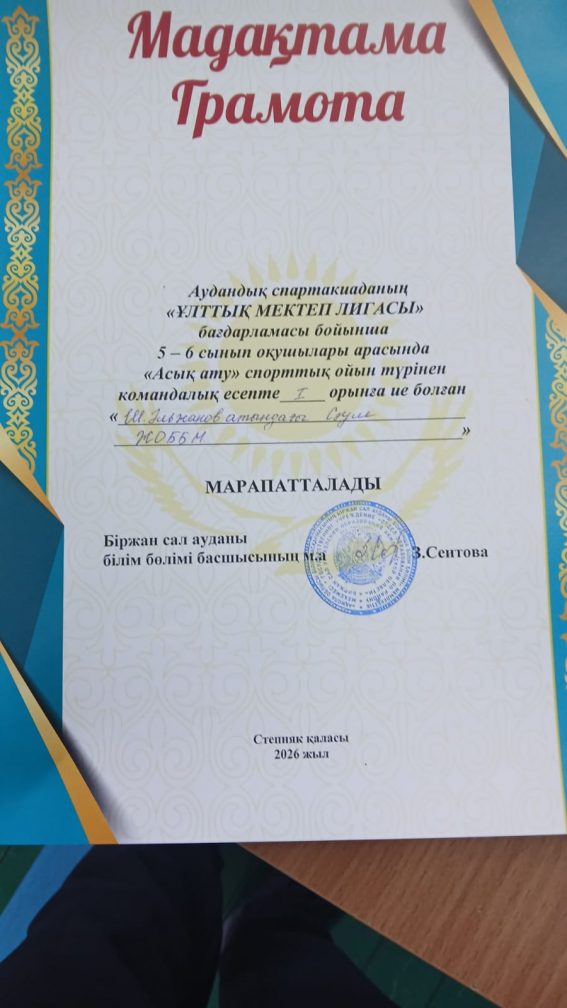 Мадақтама
Грамота
Аудандық спартакиаданың
«ҰЛТТЫҚ МЕКТЕП ЛИГАСЫ»
бағдарламасы бойынша
5 – 6 сынып оқушылары арасында
«Асық ату» спорттық ойын түрінен
командалық есепте I орынға ие болған
« атындағы
ЖОББМ »
МАРАПАТТАЛАДЫ
Біржан сал ауданы
білім бөлімі басшысының м.а З.Сеитова
Степняк қаласы
2026 жыл